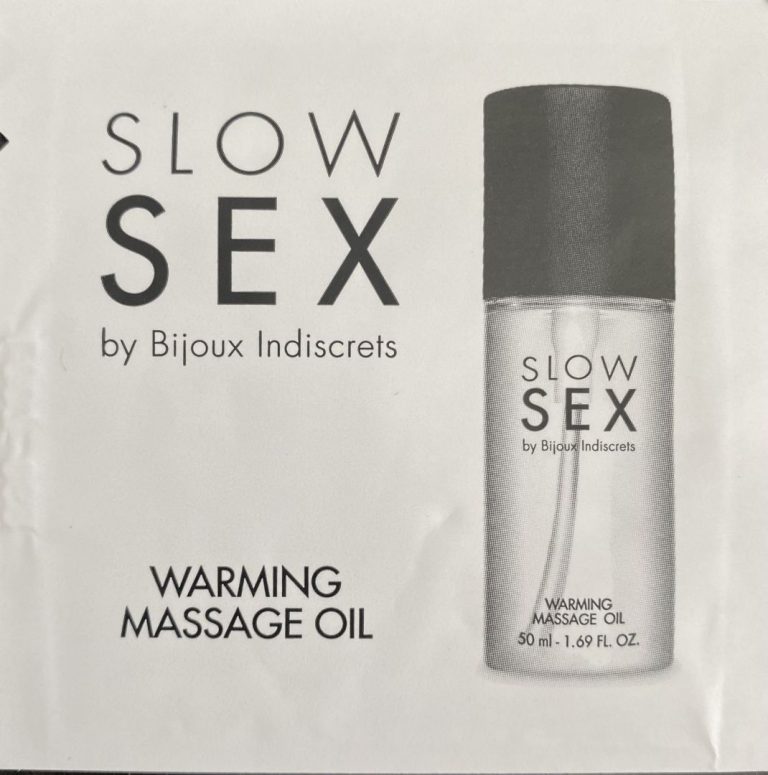 SLOW
SEX
by Bijoux Indiscrets
WARMING
MASSAGE OIL
SLOW
SEX
by Bijoux Indiscrets
WARMING
MASSAGE OIL
50 ml - 1.69 FL. OZ.